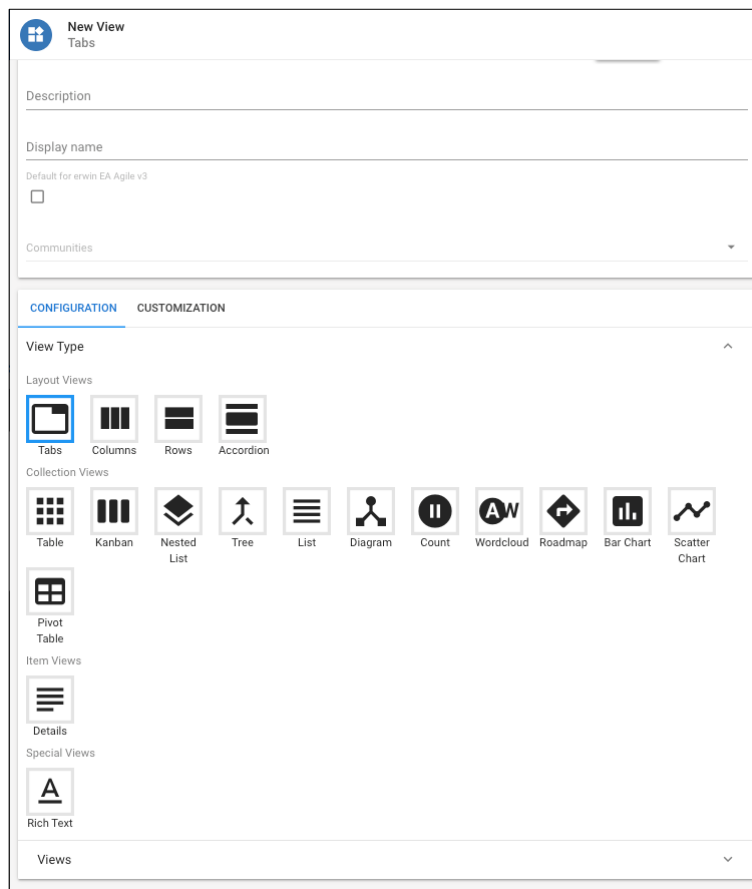 New View
Tabs
Description
Display name
Default for erwin EA Agile v3
Communities
CONFIGURATION CUSTOMIZATION
View Type
Layout Views
Tabs Columns Rows Accordion
Collection Views
AW
Table Kanban Nested List Tree List Diagram Count Wordcloud Roadmap Bar Chart Scatter Chart
Pivot Table
Item Views
Details
Special Views
A
Rich Text
Views